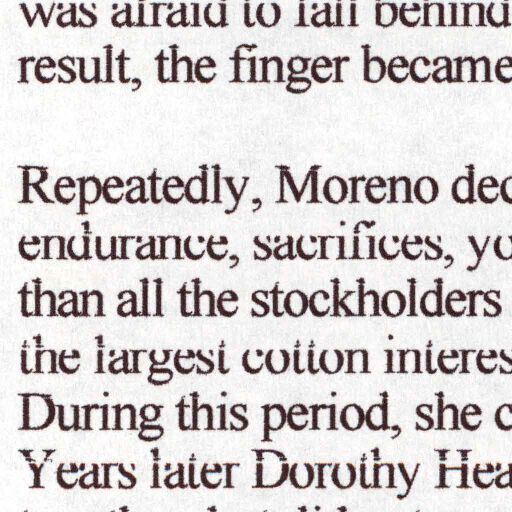 was afraid to fall behind
result, the finger became
Repeatedly, Moreno dec
endurance, sacrifices, yo
than all the stockholders
the largest cotton interes
During this period, she c
Years later Dorothy Hea